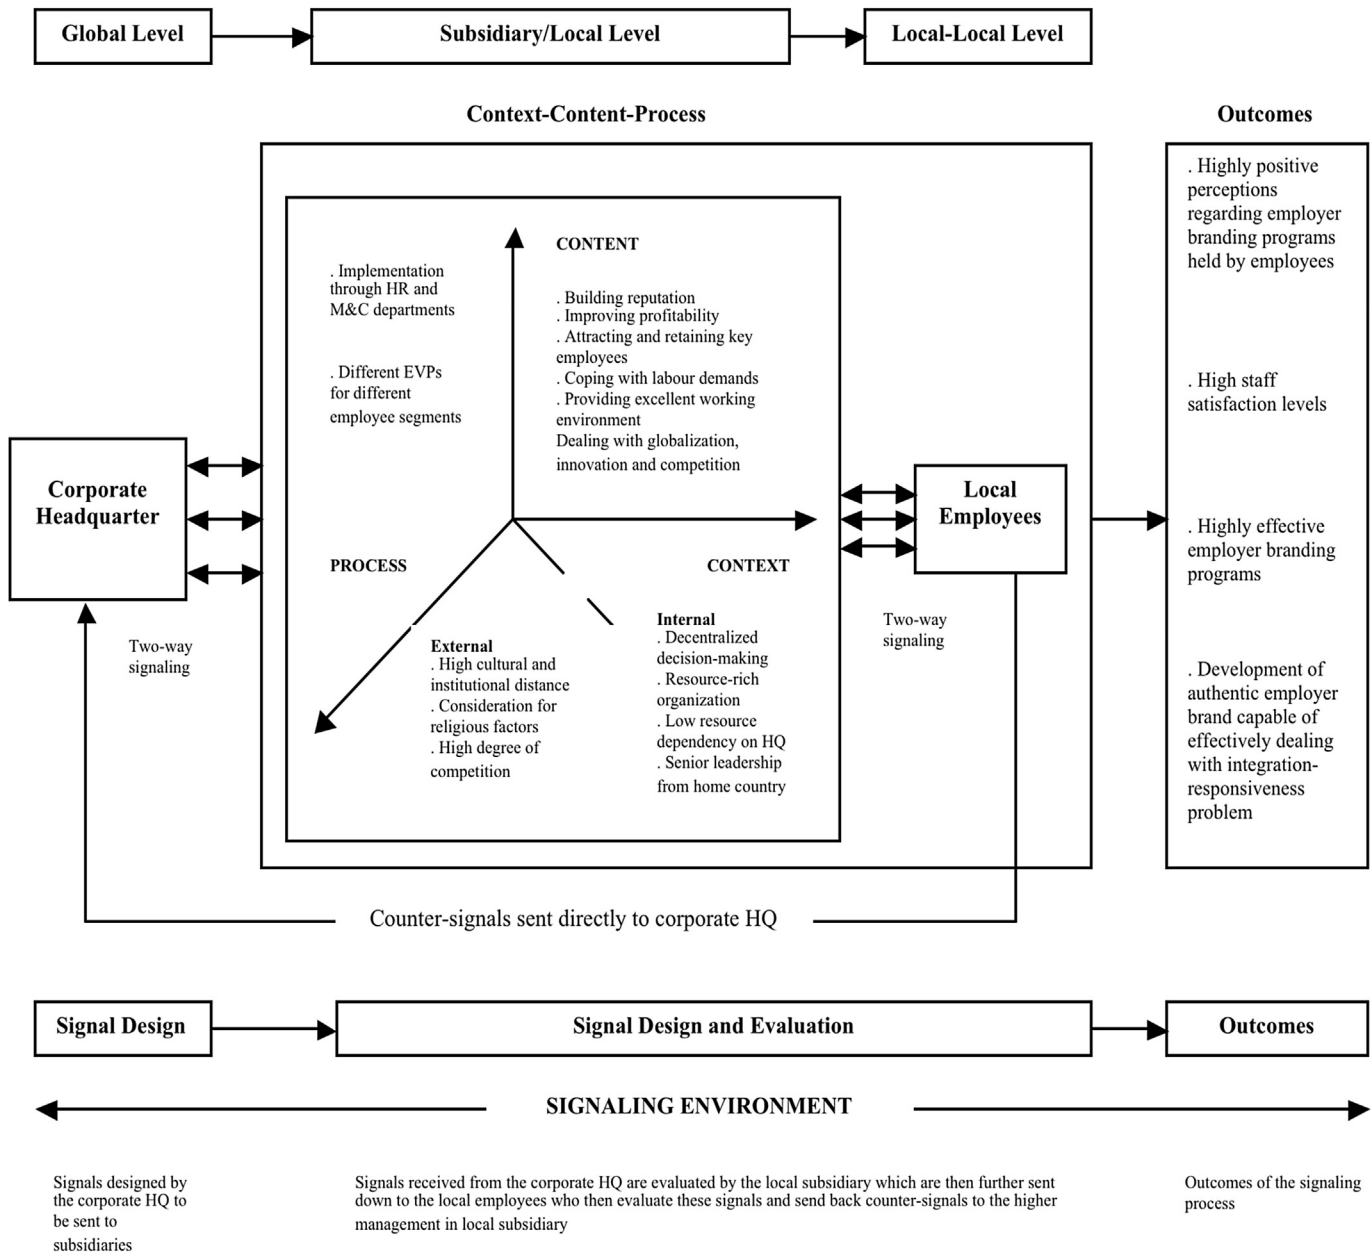 Global Level
Subsidiary/Local Level
Local-Local Level
Context-Content-Process
Outcomes
. Highly positive
perceptions
regarding employer
branding programs
held by employees
. High staff
satisfaction levels
. Highly effective
employer branding
programs
. Development of
authentic employer
brand capable of
effectively dealing
with integration-
responsiveness
problem
. Implementation
through HR and
M&C departments
. Different EVPs
for different
employee segments
CONTENT
. Building reputation
. Improving profitability
. Attracting and retaining key
employees
. Coping with labour demands
. Providing excellent working
environment
Dealing with globalization,
innovation and competition
Corporate
Headquarter
Local
Employees
PROCESS
CONTEXT
Two-way
signaling
External
. High cultural and
institutional distance
. Consideration for
religious factors
. High degree of
competition
Internal
. Decentralized
decision-making
. Resource-rich
organization
. Low resource
dependency on HQ
. Senior leadership
from home country
Two-way
signaling
Counter-signals sent directly to corporate HQ
Signal Design
Signal Design and Evaluation
Outcomes
SIGNALING ENVIRONMENT
Signals designed by
the corporate HQ to
be sent to
subsidiaries
Signals received from the corporate HQ are evaluated by the local subsidiary which are then further sent
down to the local employees who then evaluate these signals and send back counter-signals to the higher
management in local subsidiary
Outcomes of the signaling
process